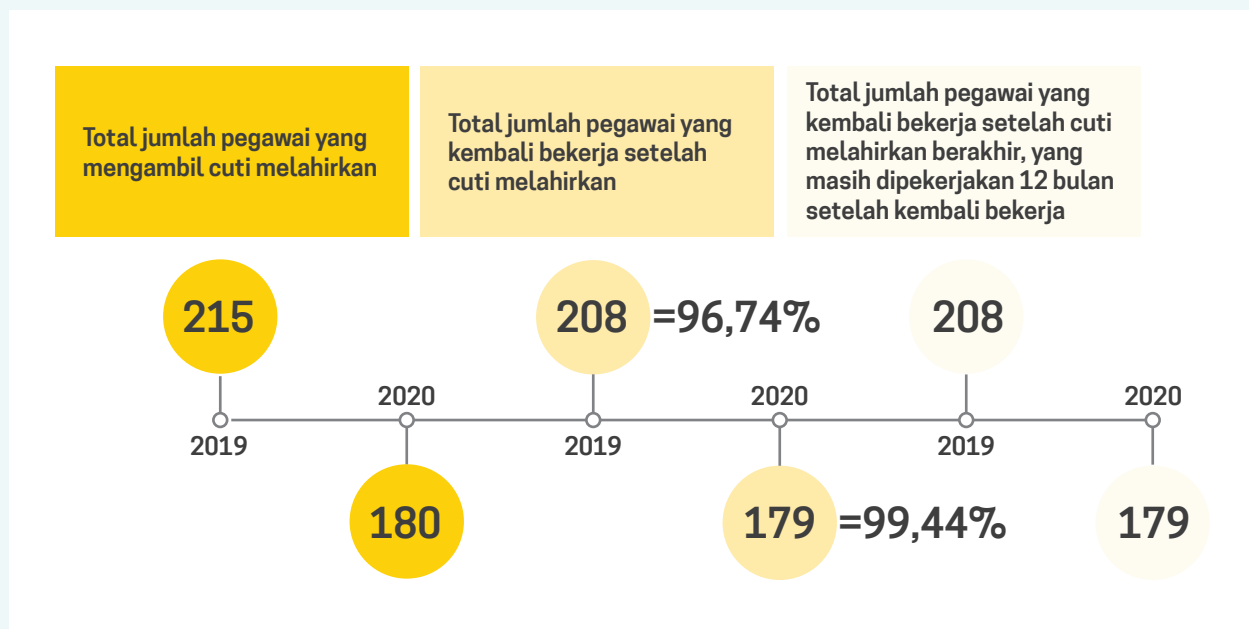 Total jumlah pegawai yang
mengambil cuti melahirkan
Total jumlah pegawai yang
kembali bekerja setelah
cuti melahirkan
Total jumlah pegawai yang
kembali bekerja setelah cuti
melahirkan berakhir, yang
masih dipekerjakan 12 bulan
setelah kembali bekerja
215
208 =96,74%
208
2020
2020
2020
2019
2019
2019
180
179 =99,44%
179